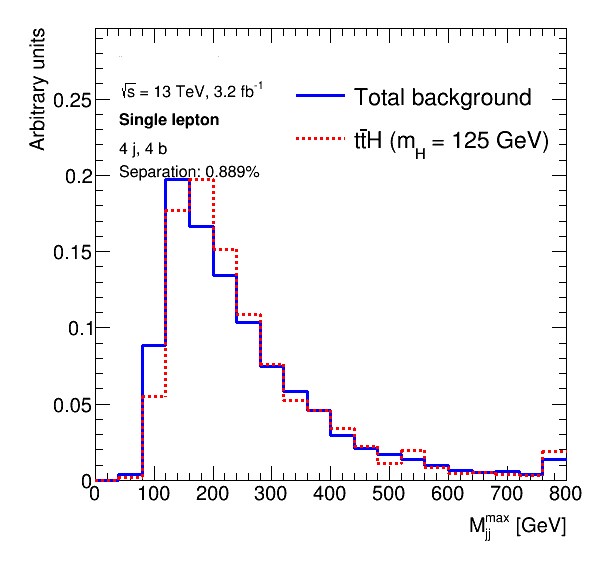 Arbitrary units
√s = 13 TeV, 3.2 fb⁻¹
Single lepton
4 j, 4 b
Separation: 0.889%
Total background
tt̄H (m_H = 125 GeV)
0.25
0.2
0.15
0.1
0.05
0
0 100 200 300 400 500 600 700 800
M_jj^max [GeV]